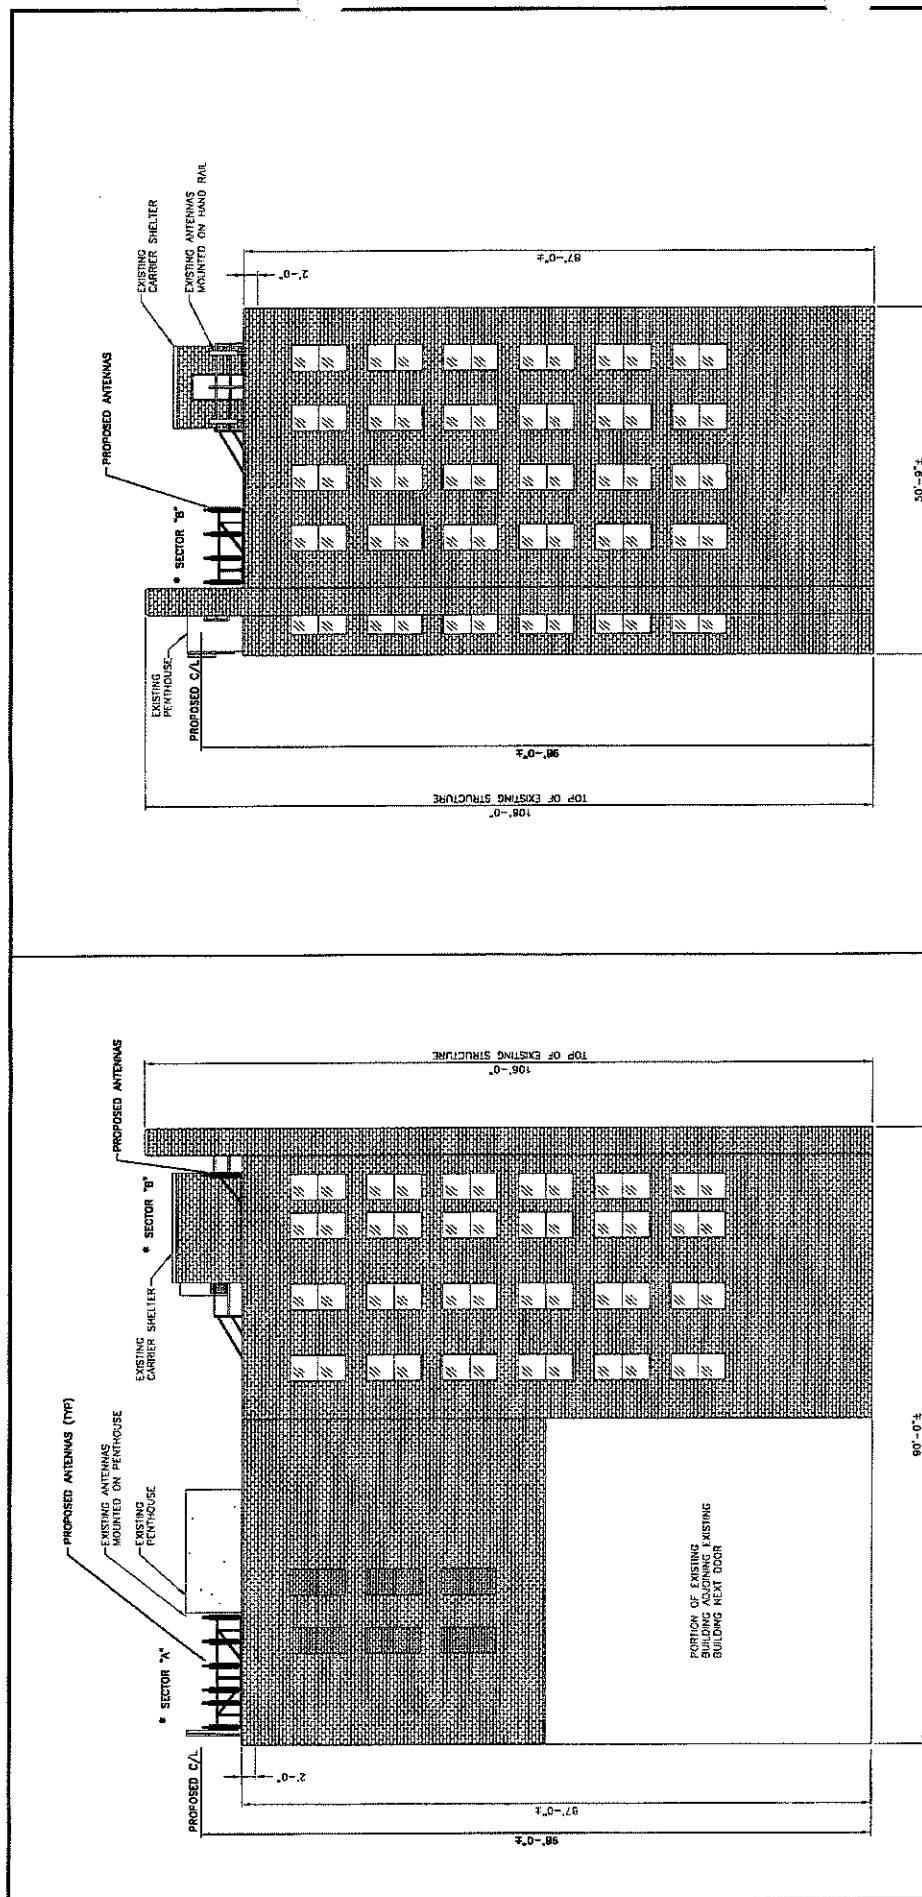 EXISTING
CARRIER SHELTER
EXISTING ANTENNAS
MOUNTED ON HAND RAIL
PROPOSED ANTENNAS
* SECTOR "B"
EXISTING
PENTHOUSE
PROPOSED C/L
2'-0"
87'-0"±
98'-0"±
106'-0"
TOP OF EXISTING STRUCTURE
50'-9"±
PROPOSED ANTENNAS
* SECTOR "B"
EXISTING
CARRIER SHELTER
PROPOSED ANTENNAS (TYP)
EXISTING ANTENNAS
MOUNTED ON PENTHOUSE
EXISTING
PENTHOUSE
* SECTOR "A"
PROPOSED C/L
2'-0"
87'-0"±
98'-0"±
106'-0"
TOP OF EXISTING STRUCTURE
PORTION OF EXISTING
BUILDING ADJOINING EXISTING
BUILDING NEXT DOOR
90'-0"±